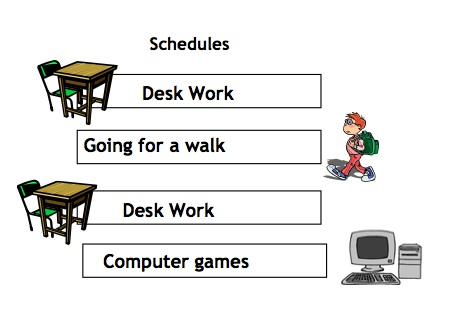 Schedules
Desk Work
Going for a walk
Desk Work
Computer games